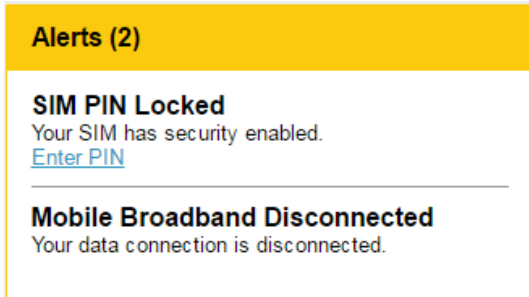 Alerts (2)
SIM PIN Locked
Your SIM has security enabled.
Enter PIN
Mobile Broadband Disconnected
Your data connection is disconnected.